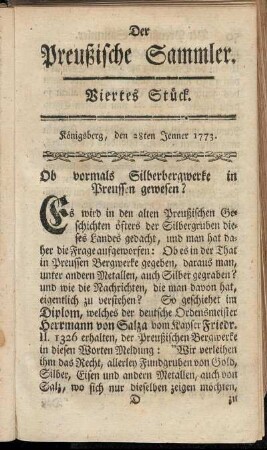 Der
Preußische Sammler.
Viertes Stück.
Königsberg, den 28sten Jenner 1773.
Ob vormals Silberbergwerke in
Preussen gewesen?
Es wird in den alten Preußischen Ge-
schichten öfters der Silbergruben die-
ses Landes gedacht, und man hat da-
her die Frage aufgeworfen: Ob es in der That
in Preussen Bergwerke gegeben, daraus man,
unter andern Metallen, auch Silber gegraben?
und wie die Nachrichten, die man davon hat,
eigentlich zu verstehen? So geschiehet im
Diplom, welches der deutsche Ordensmeister
Herrmann von Salza vom Kayser Friedr.
II. 1326 erhalten, der Preußischen Bergwerke
in diesen Worten Meldung: "Wir verleihen
ihm das Recht, allerley Fundgruben von Gold,
Silber, Eisen und andern Metallen, auch von
Salz, wo sich nur dieselben zeigen möchten,
D zu